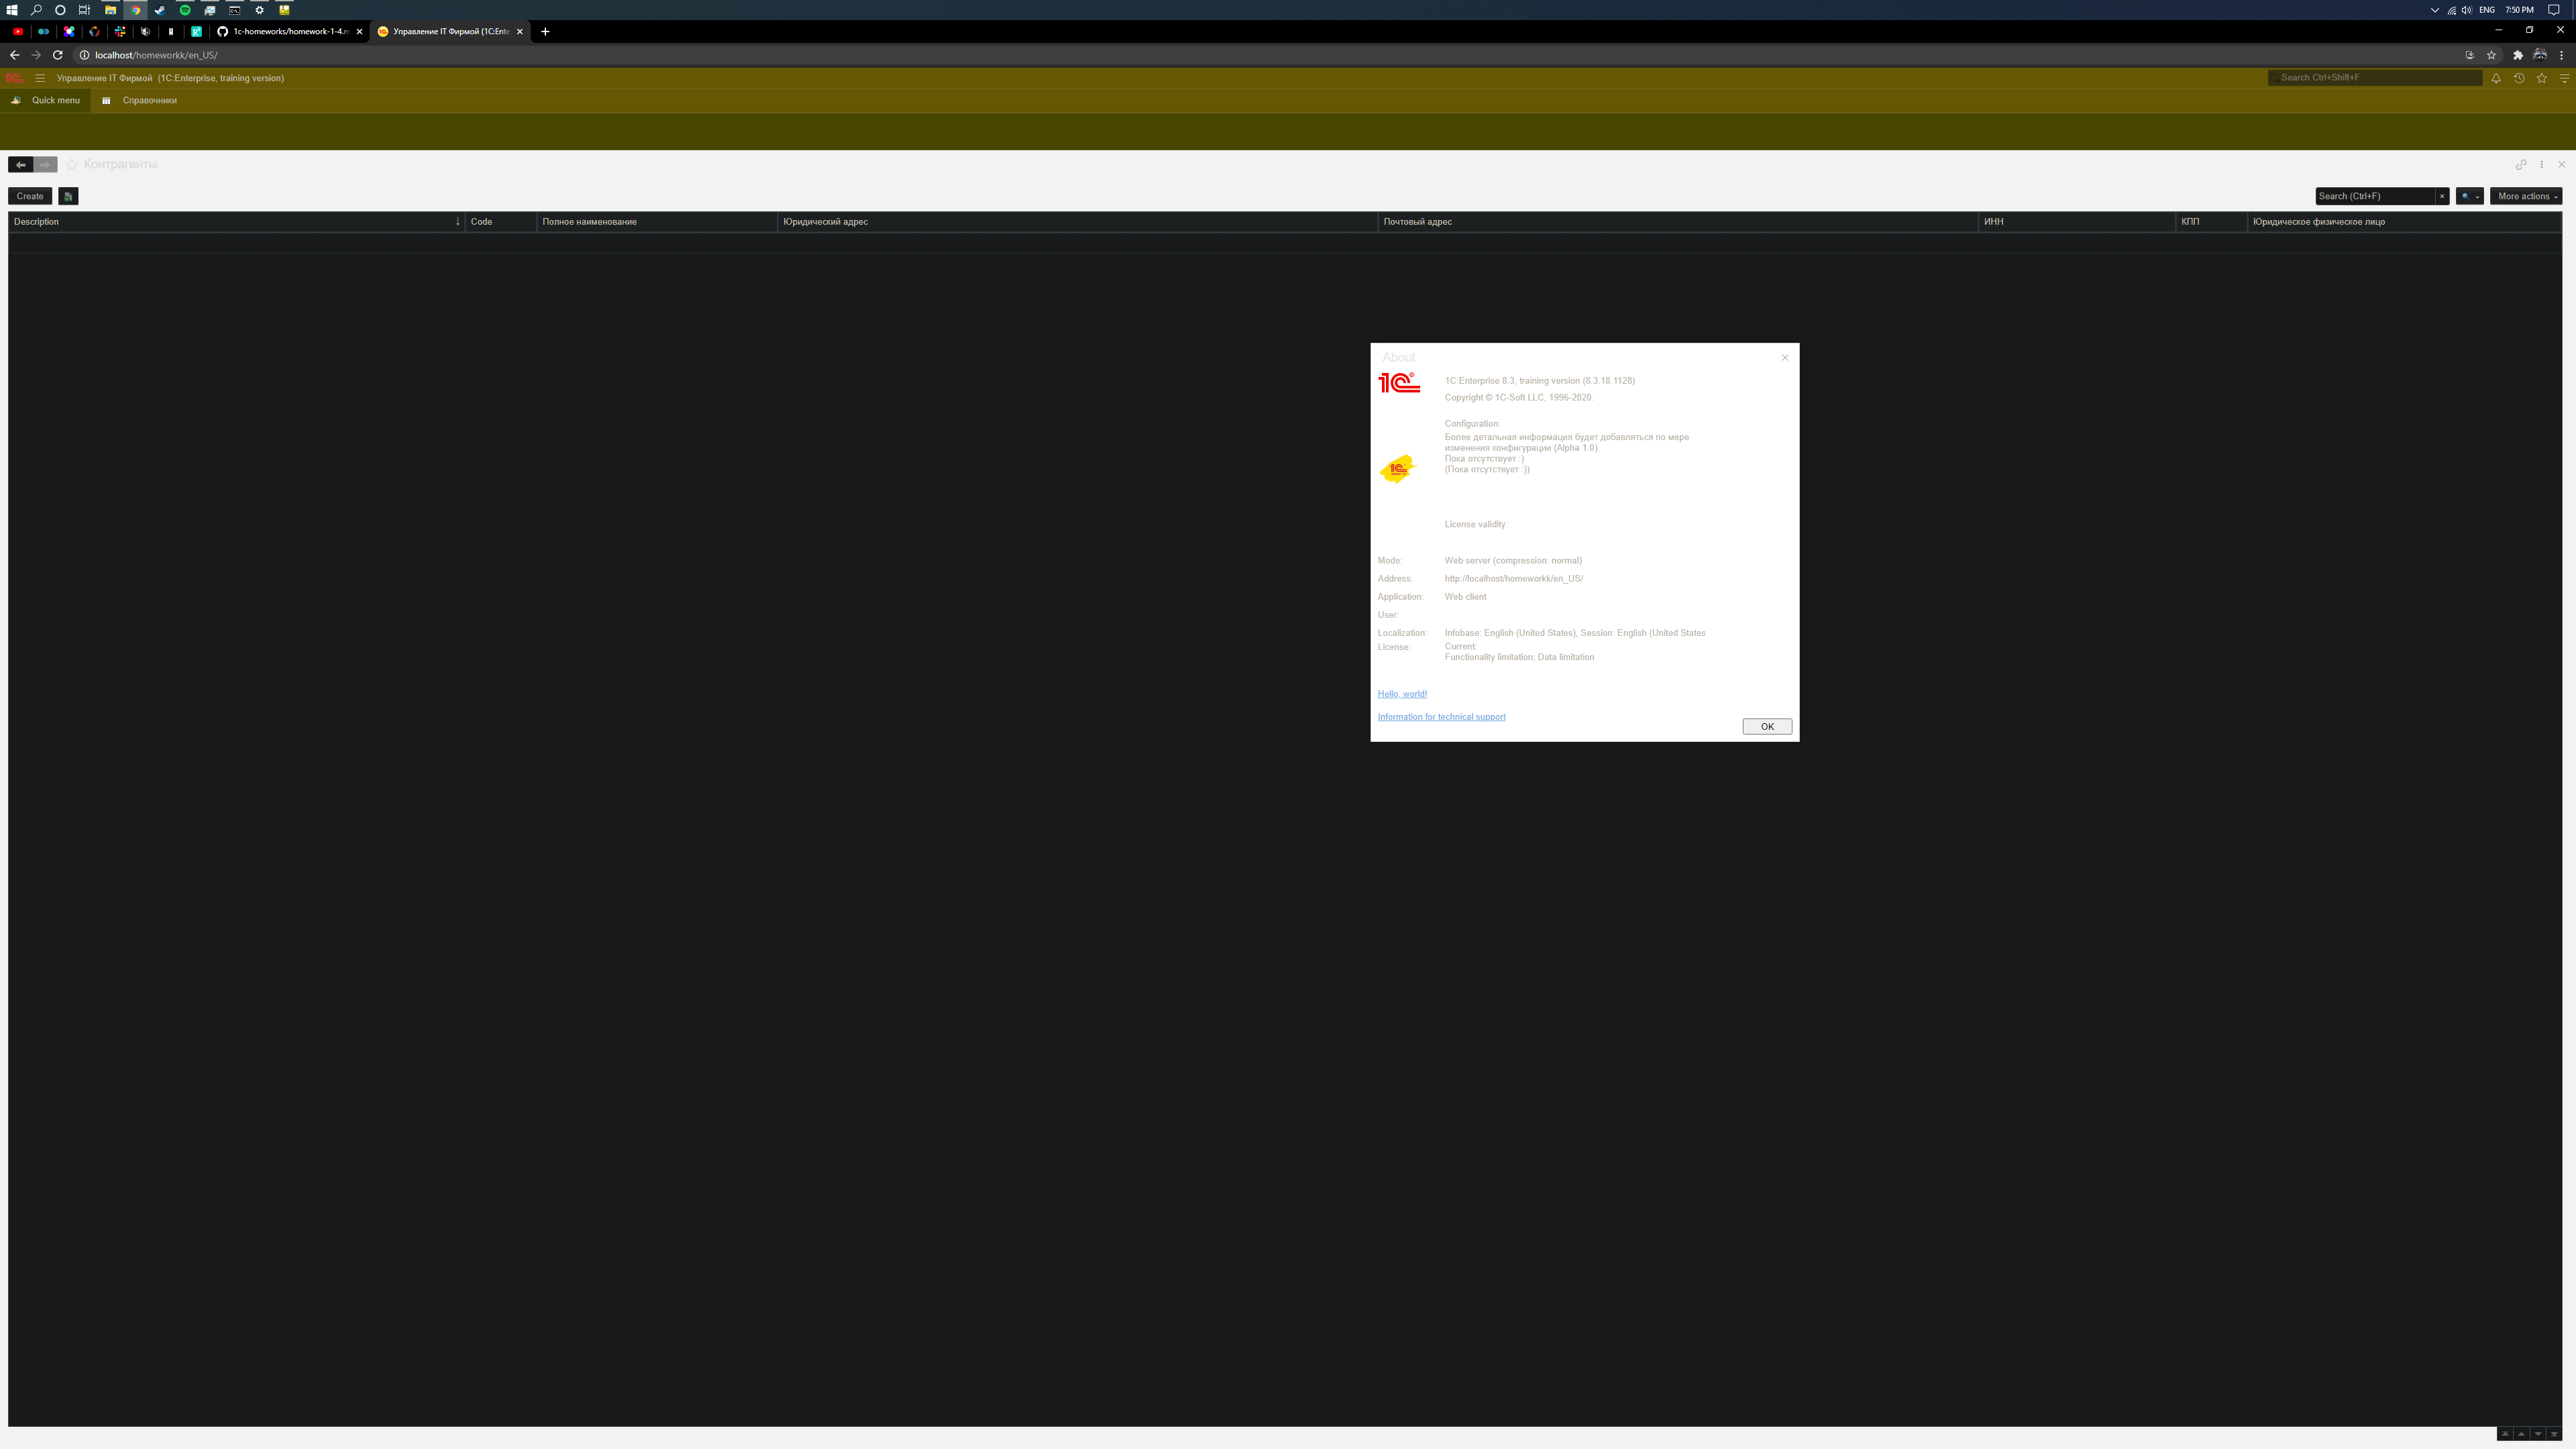 ENG 7:50 PM
1c-homeworks/homework-1-4.m
Управление IT Фирмой (1C:Ente
localhost/homeworkk/en_US/
Управление IT Фирмой (1C:Enterprise, training version)
Search Ctrl+Shift+F
Quick menu
Справочники
Контрагенты
Create
Search (Ctrl+F)
More actions
Description
Code
Полное наименование
Юридический адрес
Почтовый адрес
ИНН
КПП
Юридическое физическое лицо
About
1C:Enterprise 8.3, training version (8.3.18.1128)
Copyright © 1C-Soft LLC, 1996-2020.
Configuration:
Более детальная информация будет добавляться по мере
изменения конфигурации (Alpha 1.0)
Пока отсутствует :)
(Пока отсутствует :))
License validity:
Mode: Web server (compression: normal)
Address: http://localhost/homeworkk/en_US/
Application: Web client
User:
Localization: Infobase: English (United States), Session: English (United States
License: Current:
Functionality limitation; Data limitation
Hello, world!
Information for technical support
OK